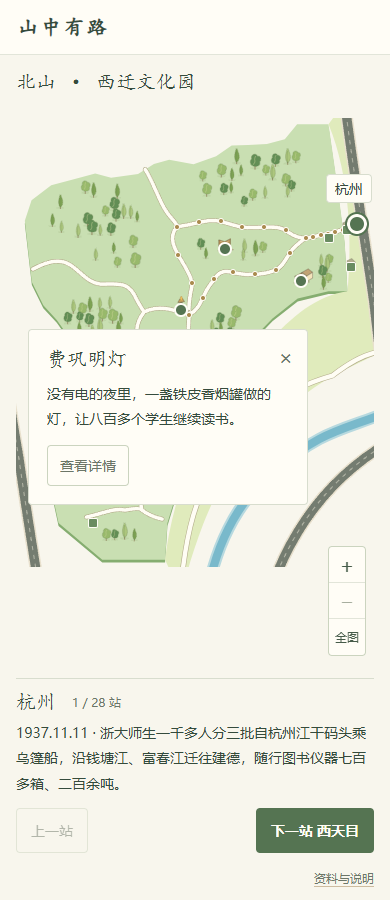 山中有路
北山 • 西迁文化园
杭州
费巩明灯
×
没有电的夜里，一盏铁皮香烟罐做的
灯，让八百多个学生继续读书。
查看详情
+
−
全图
杭州 1 / 28 站
1937.11.11 · 浙大师生一千多人分三批自杭州江干码头乘
乌篷船，沿钱塘江、富春江迁往建德，随行图书仪器七百
多箱、二百余吨。
上一站
下一站 西天目
资料与说明